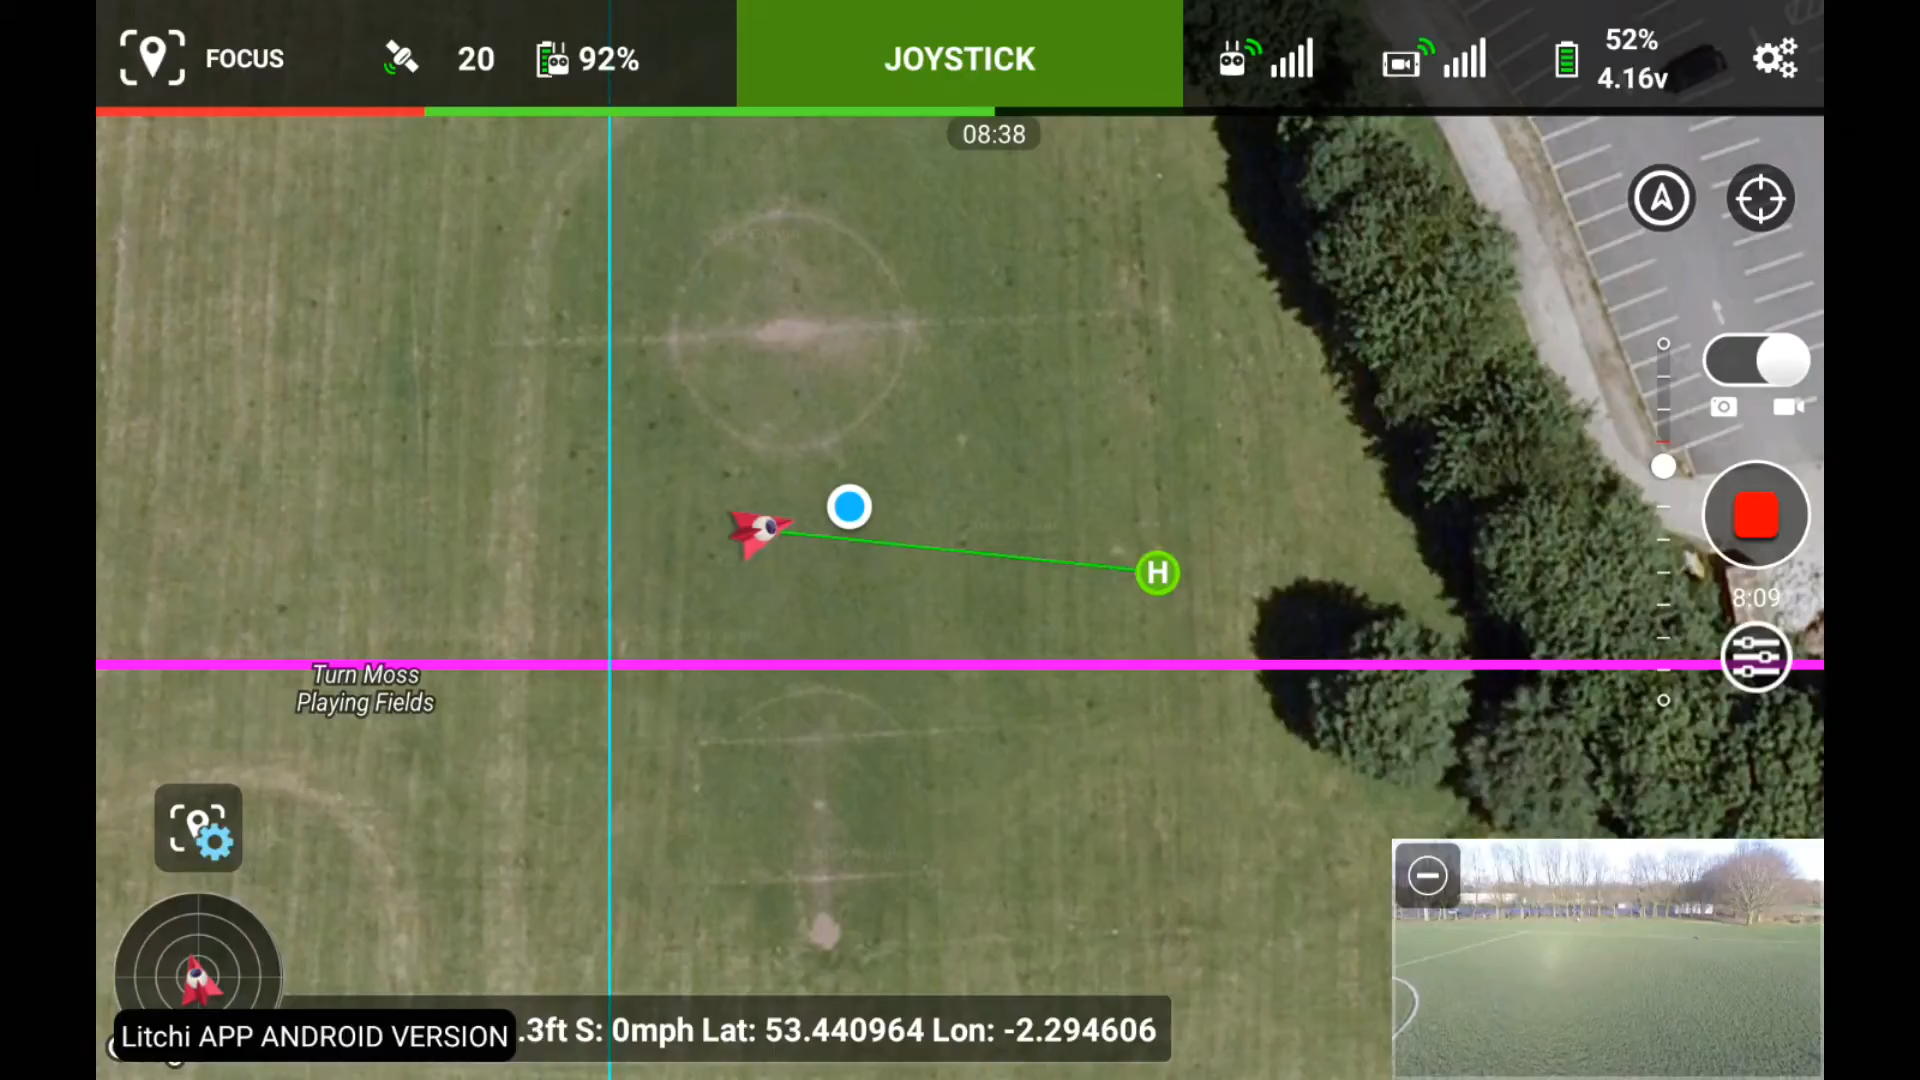 FOCUS
20
92%
JOYSTICK
52%
4.16v
08:38
H
8:09
Turn Moss
Playing Fields
Litchi APP ANDROID VERSION
.3ft S: 0mph Lat: 53.440964 Lon: -2.294606